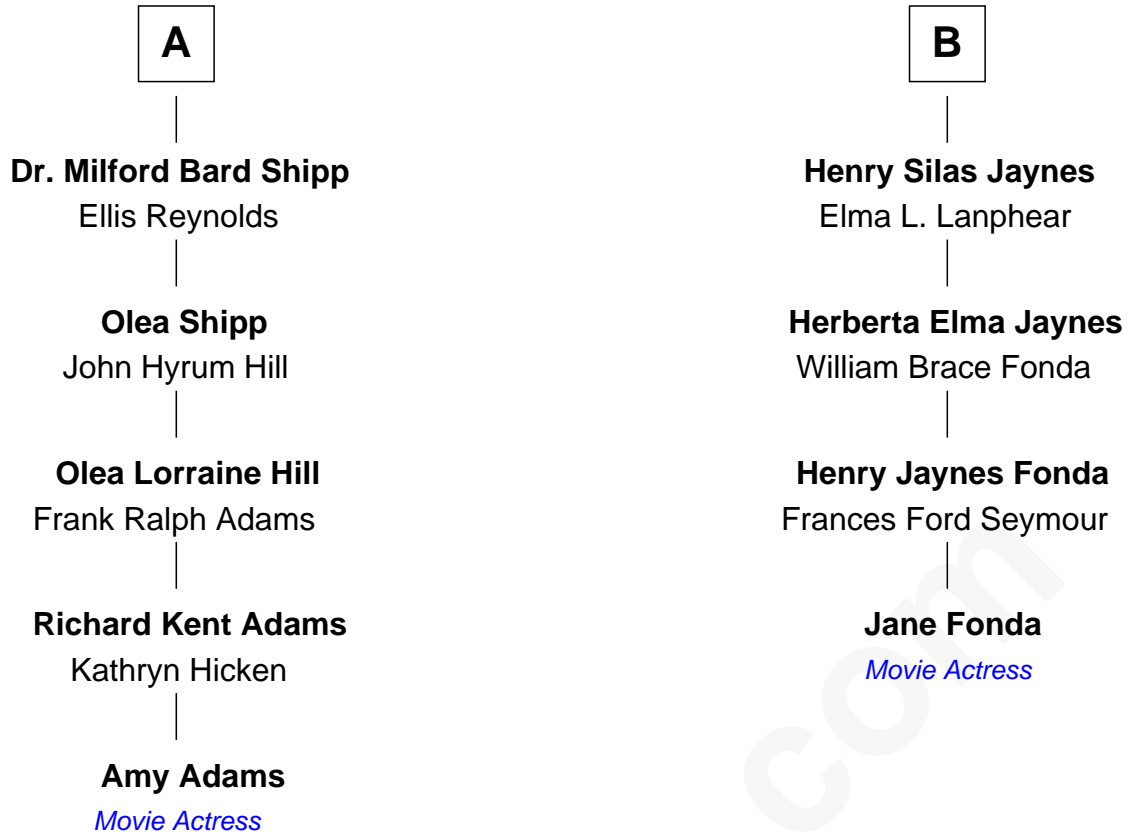 A
Dr. Milford Bard Shipp
Ellis Reynolds
Olea Shipp
John Hyrum Hill
Olea Lorraine Hill
Frank Ralph Adams
Richard Kent Adams
Kathryn Hicken
Amy Adams
Movie Actress
B
Henry Silas Jaynes
Elma L. Lanphear
Herberta Elma Jaynes
William Brace Fonda
Henry Jaynes Fonda
Frances Ford Seymour
Jane Fonda
Movie Actress
com